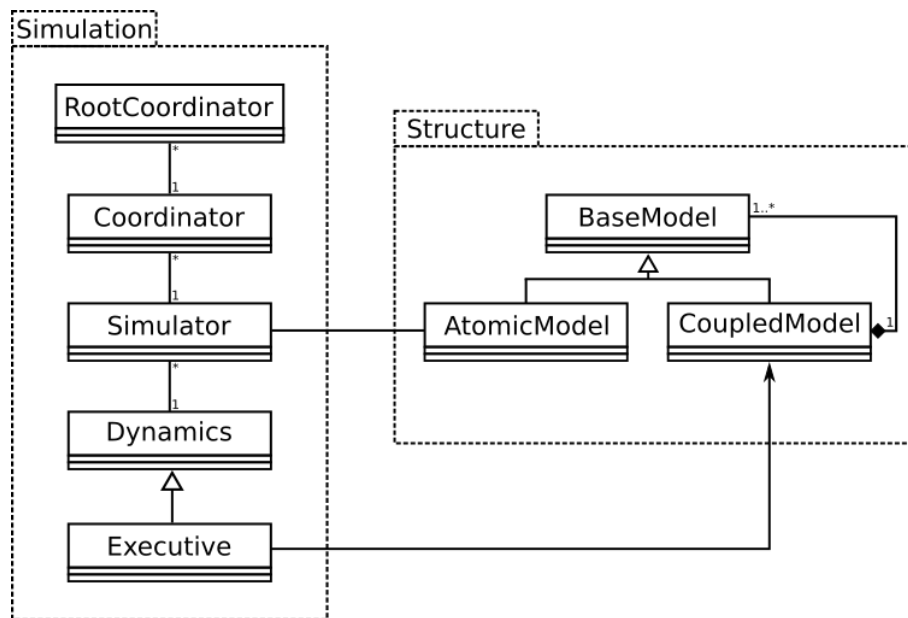 Simulation
RootCoordinator
*
1
Coordinator
*
1
Simulator
*
1
Dynamics
Executive
Structure
BaseModel
1..*
AtomicModel
CoupledModel
1